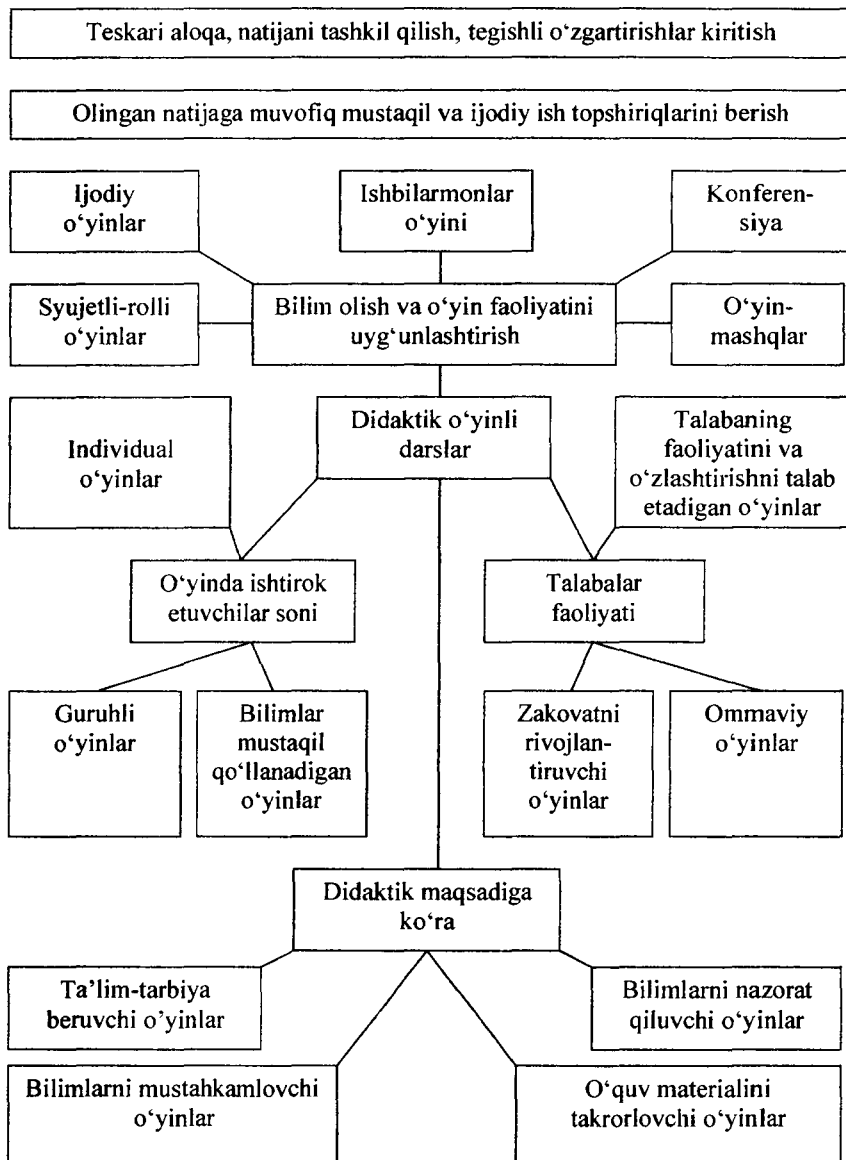 Teskari aloqa, natijani tashkil qilish, tegishli o‘zgartirishlar kiritish
Olingan natijaga muvofiq mustaqil va ijodiy ish topshiriqlarini berish
Ijodiy
o‘yinlar
Ishbilarmonlar
o‘yini
Konferen-
siya
Syujetli-rolli
o‘yinlar
Bilim olish va o‘yin faoliyatini
uyg‘unlashtirish
O‘yin-
mashqlar
Individual
o‘yinlar
Didaktik o‘yinli
darslar
Talabaning
faoliyatini va
o‘zlashtirishni talab
etadigan o‘yinlar
O‘yinda ishtirok
etuvchilar soni
Talabalar
faoliyati
Guruhli
o‘yinlar
Bilimlar
mustaqil
qo‘llanadigan
o‘yinlar
Zakovatni
rivojlan-
tiruvchi
o‘yinlar
Ommaviy
o‘yinlar
Didaktik maqsadiga
ko‘ra
Ta’lim-tarbiya
beruvchi o’yinlar
Bilimlarni nazorat
qiluvchi o‘yinlar
Bilimlarni mustahkamlovchi
o‘yinlar
O‘quv materialini
takrorlovchi o‘yinlar